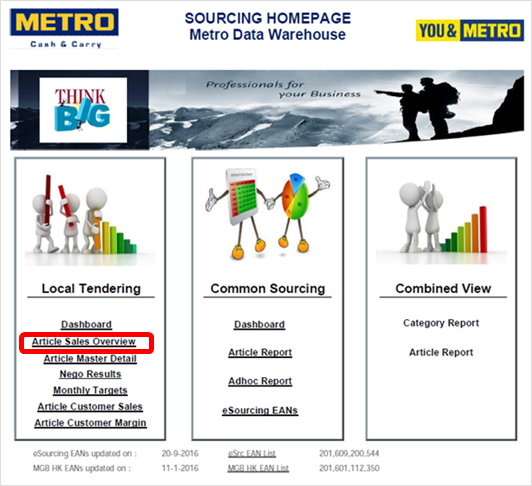 METRO
Cash & Carry
SOURCING HOMEPAGE
Metro Data Warehouse
YOU & METRO
THINK
BIG
Professionals for
your Business
Local Tendering
Dashboard
Article Sales Overview
Article Master Detail
Nego Results
Monthly Targets
Article Customer Sales
Article Customer Margin
Common Sourcing
Dashboard
Article Report
Adhoc Report
eSourcing EANs
Combined View
Category Report
Article Report
eSourcing EANs updated on : 20-9-2016 eSrc EAN List 201,609,200,544
MGB HK EANs updated on : 11-1-2016 MGB HK EAN List 201,601,112,350